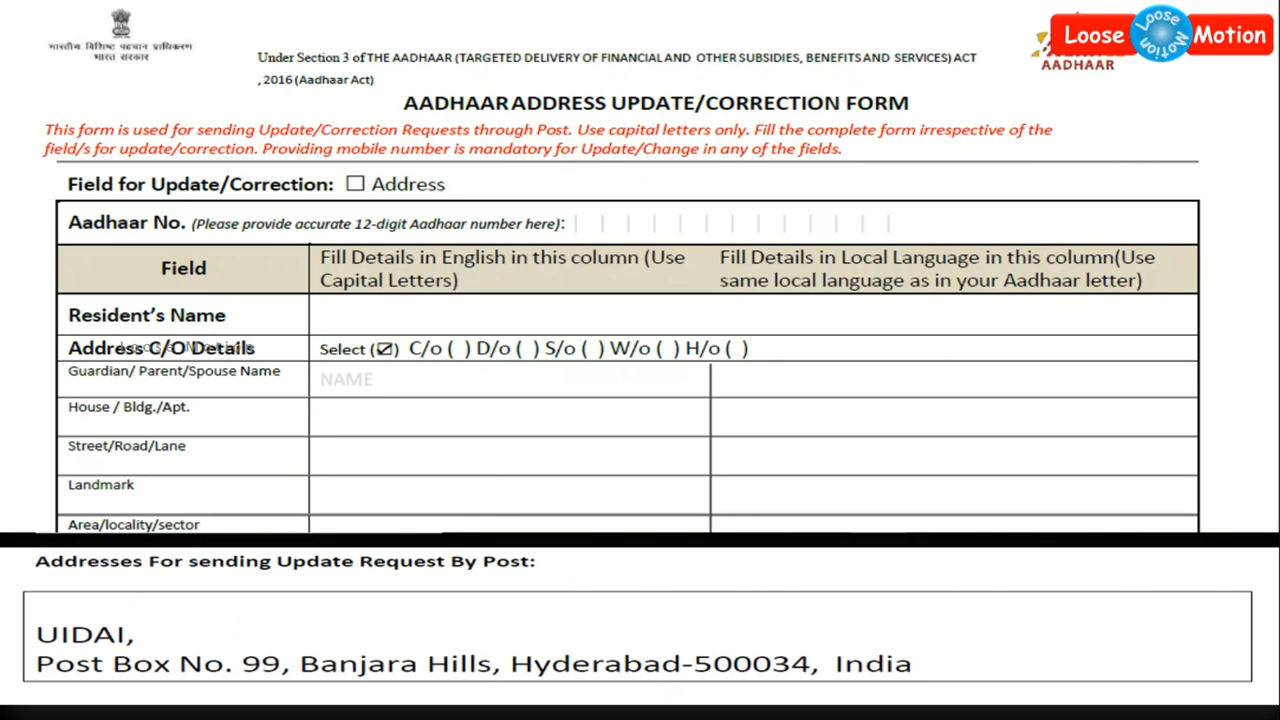 भारतीय विशिष्ट पहचान प्राधिकरण
भारत सरकार
Loose Loose Motion Motion
AADHAAR
Under Section 3 of THE AADHAAR (TARGETED DELIVERY OF FINANCIAL AND OTHER SUBSIDIES, BENEFITS AND SERVICES) ACT
, 2016 (Aadhaar Act)
AADHAAR ADDRESS UPDATE/CORRECTION FORM
This form is used for sending Update/Correction Requests through Post. Use capital letters only. Fill the complete form irrespective of the
field/s for update/correction. Providing mobile number is mandatory for Update/Change in any of the fields.
Field for Update/Correction: ☐ Address
Aadhaar No. (Please provide accurate 12-digit Aadhaar number here):
Field
Fill Details in English in this column (Use
Capital Letters)
Fill Details in Local Language in this column(Use
same local language as in your Aadhaar letter)
Resident's Name
Address C/O Details
Select (☑) C/o ( ) D/o ( ) S/o ( ) W/o ( ) H/o ( )
Guardian/ Parent/Spouse Name
NAME
House / Bldg./Apt.
Street/Road/Lane
Landmark
Area/locality/sector
Addresses For sending Update Request By Post:
UIDAI,
Post Box No. 99, Banjara Hills, Hyderabad-500034, India